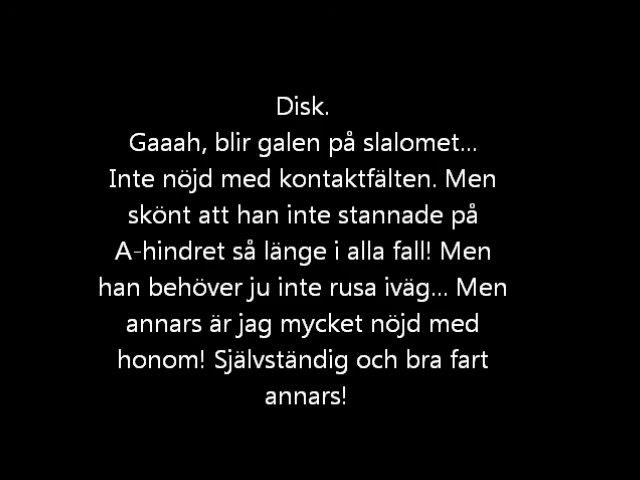 Disk.
Gaaah, blir galen på slalomet...
Inte nöjd med kontaktfälten. Men
skönt att han inte stannade på
A-hindret så länge i alla fall! Men
han behöver ju inte rusa iväg... Men
annars är jag mycket nöjd med
honom! Självständig och bra fart
annars!